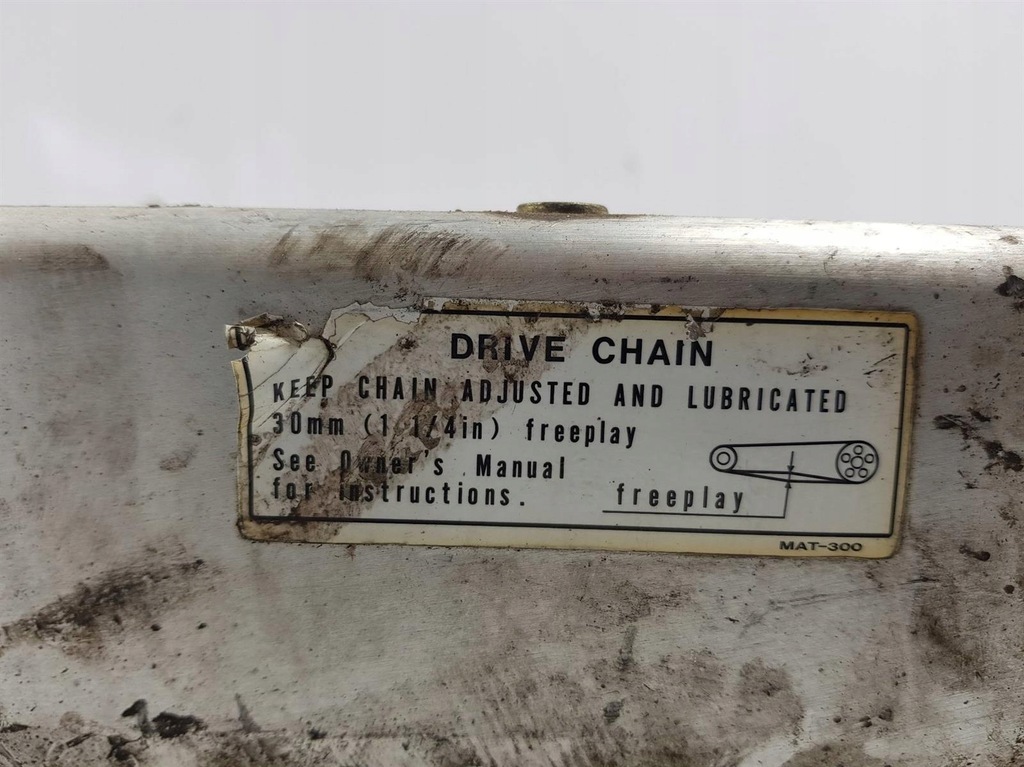 DRIVE CHAIN
KEEP CHAIN ADJUSTED AND LUBRICATED
30mm (1 1/4in) freeplay
See Owner's Manual
for instructions.
freeplay
MAT-300